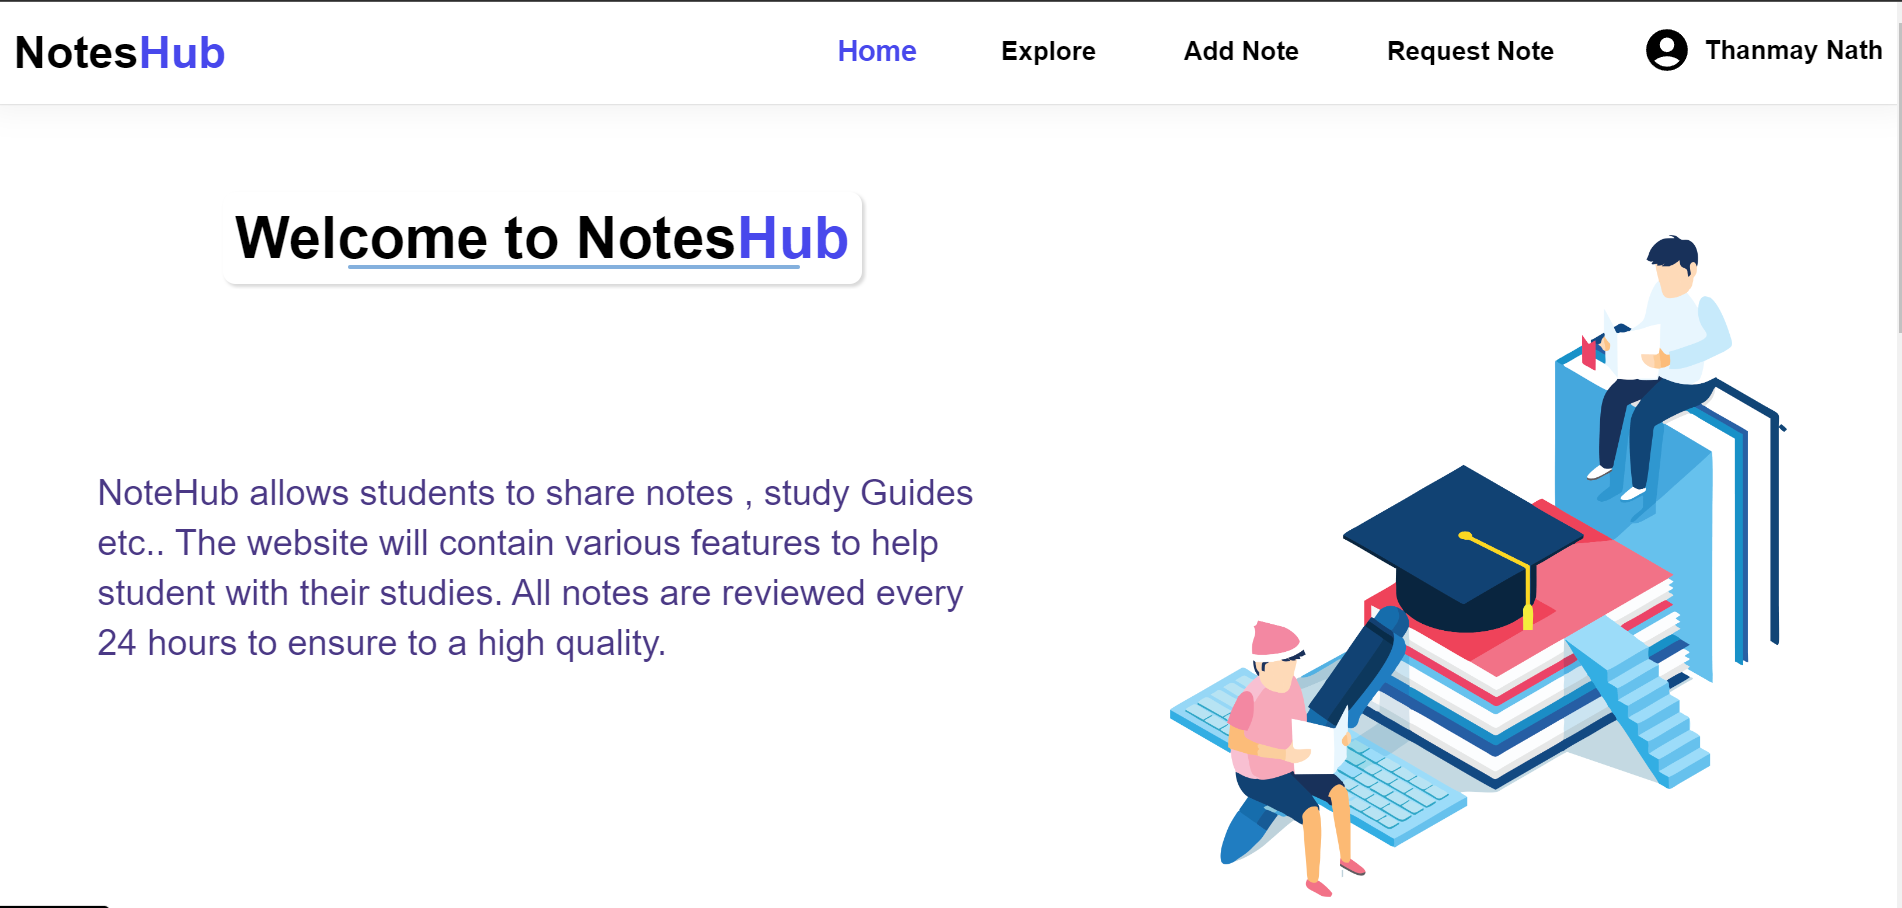 NotesHub
Home
Explore
Add Note
Request Note
Thanmay Nath
Welcome to NotesHub
NoteHub allows students to share notes , study Guides
etc.. The website will contain various features to help
student with their studies. All notes are reviewed every
24 hours to ensure to a high quality.